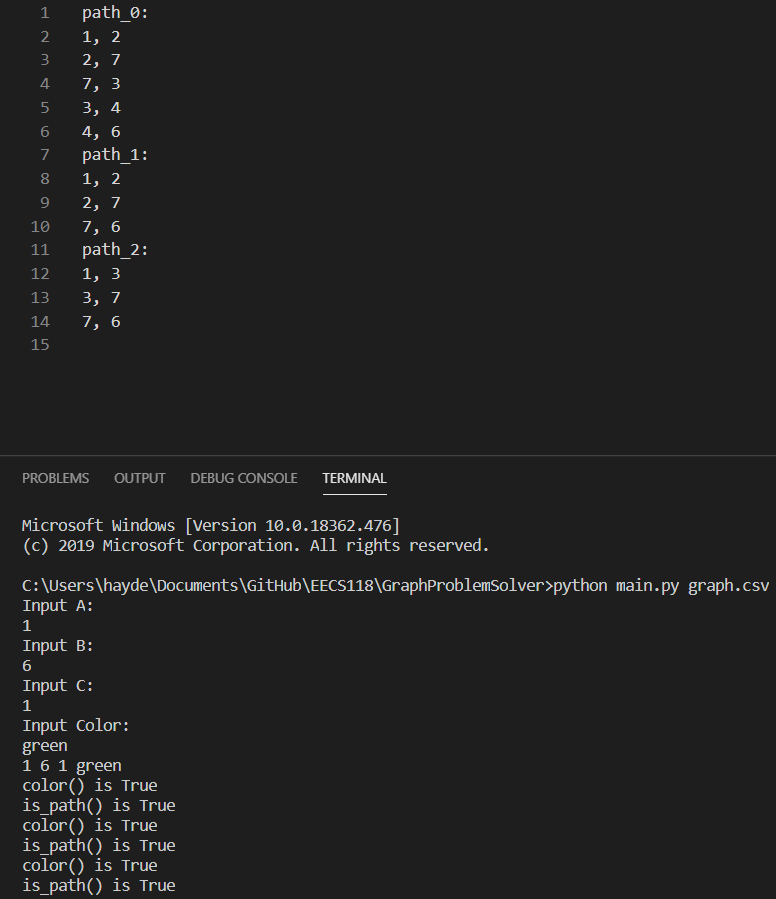 1 path_0:
2 1, 2
3 2, 7
4 7, 3
5 3, 4
6 4, 6
7 path_1:
8 1, 2
9 2, 7
10 7, 6
11 path_2:
12 1, 3
13 3, 7
14 7, 6
15
PROBLEMS OUTPUT DEBUG CONSOLE TERMINAL
Microsoft Windows [Version 10.0.18362.476]
(c) 2019 Microsoft Corporation. All rights reserved.
C:\Users\hayde\Documents\GitHub\EECS118\GraphProblemSolver>python main.py graph.csv
Input A:
1
Input B:
6
Input C:
1
Input Color:
green
1 6 1 green
color() is True
is_path() is True
color() is True
is_path() is True
color() is True
is_path() is True